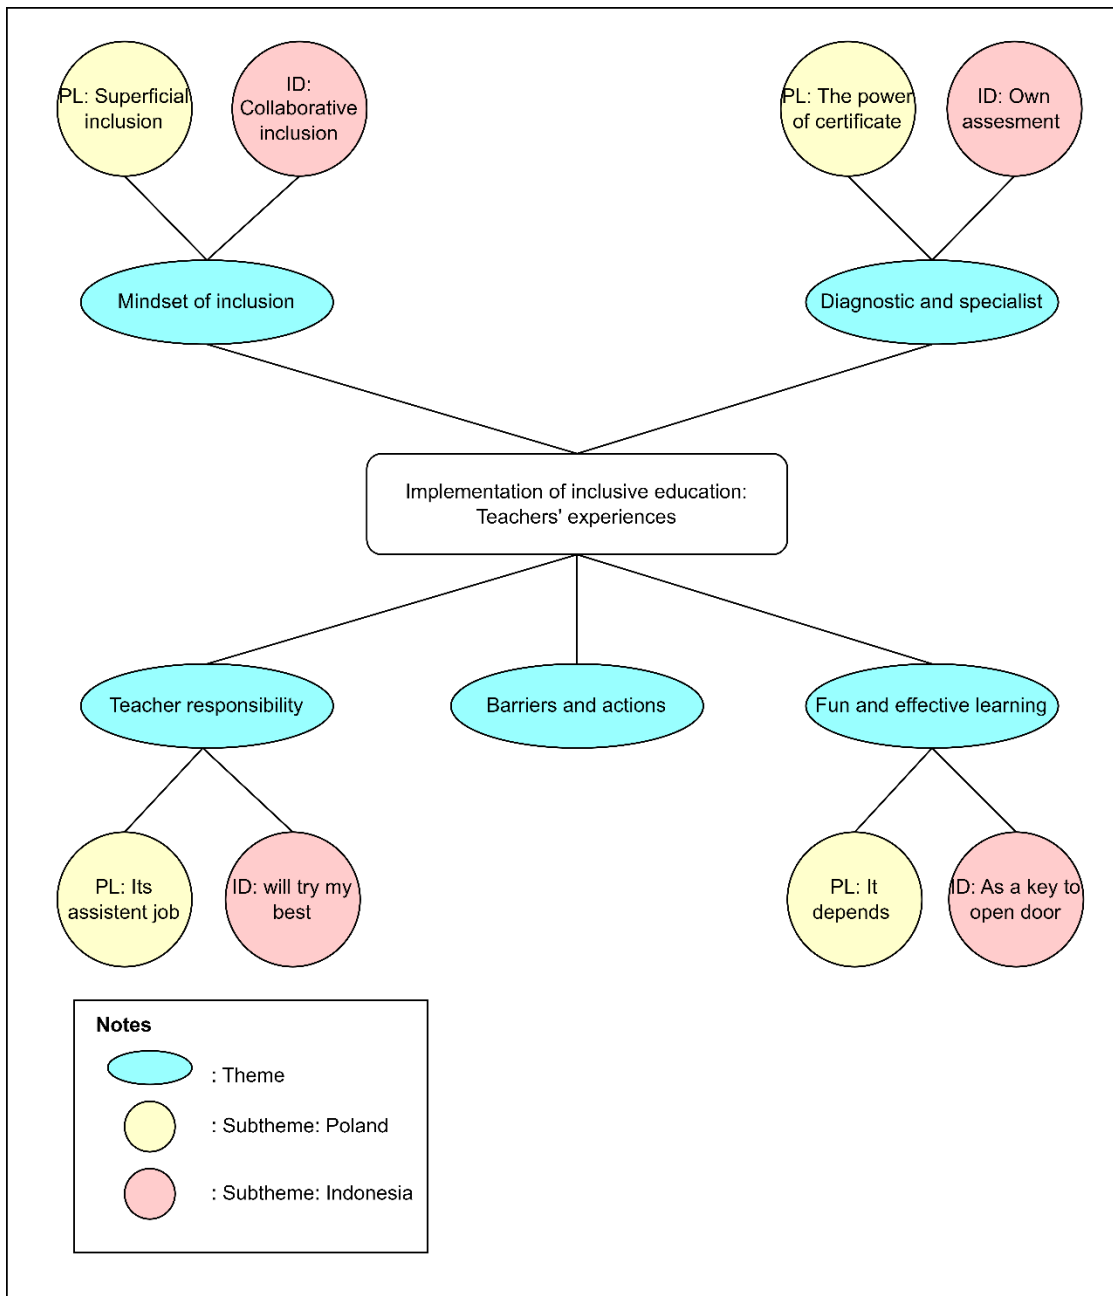 PL: Superficial
inclusion
ID:
Collaborative
inclusion
PL: The power
of certificate
ID: Own
assesment
Mindset of inclusion
Diagnostic and specialist
Implementation of inclusive education:
Teachers' experiences
Teacher responsibility
Barriers and actions
Fun and effective learning
PL: Its
assistent job
ID: will try my
best
PL: It
depends
ID: As a key to
open door
Notes
: Theme
: Subtheme: Poland
: Subtheme: Indonesia